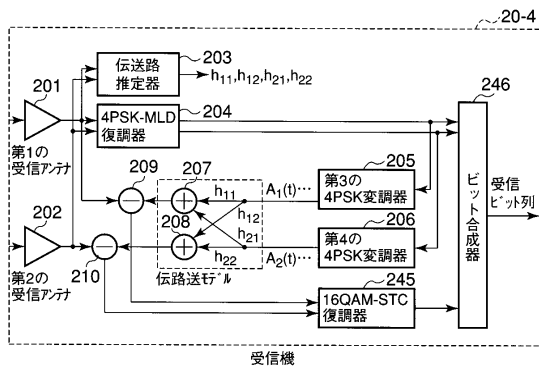 20-4
伝送路
推定器
203
h11,h12,h21,h22
246
201
4PSK-MLD
復調器
204
第1の
受信アンテナ
209
207
h11
A1(t)…
第3の
4PSK変調器
205
h12
ビット合成器
受信
ビット列
202
208
h21
206
第4の
4PSK変調器
h22
A2(t)…
第2の
受信アンテナ
210
伝路送モデル
245
16QAM-STC
復調器
受信機